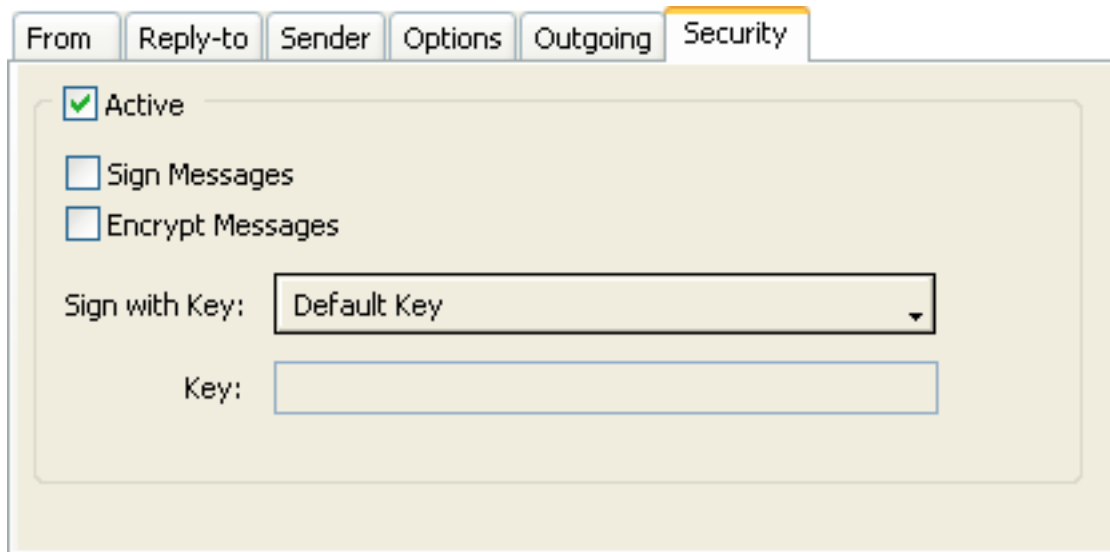 From Reply-to Sender Options Outgoing Security
Active
Sign Messages
Encrypt Messages
Sign with Key: Default Key
Key: